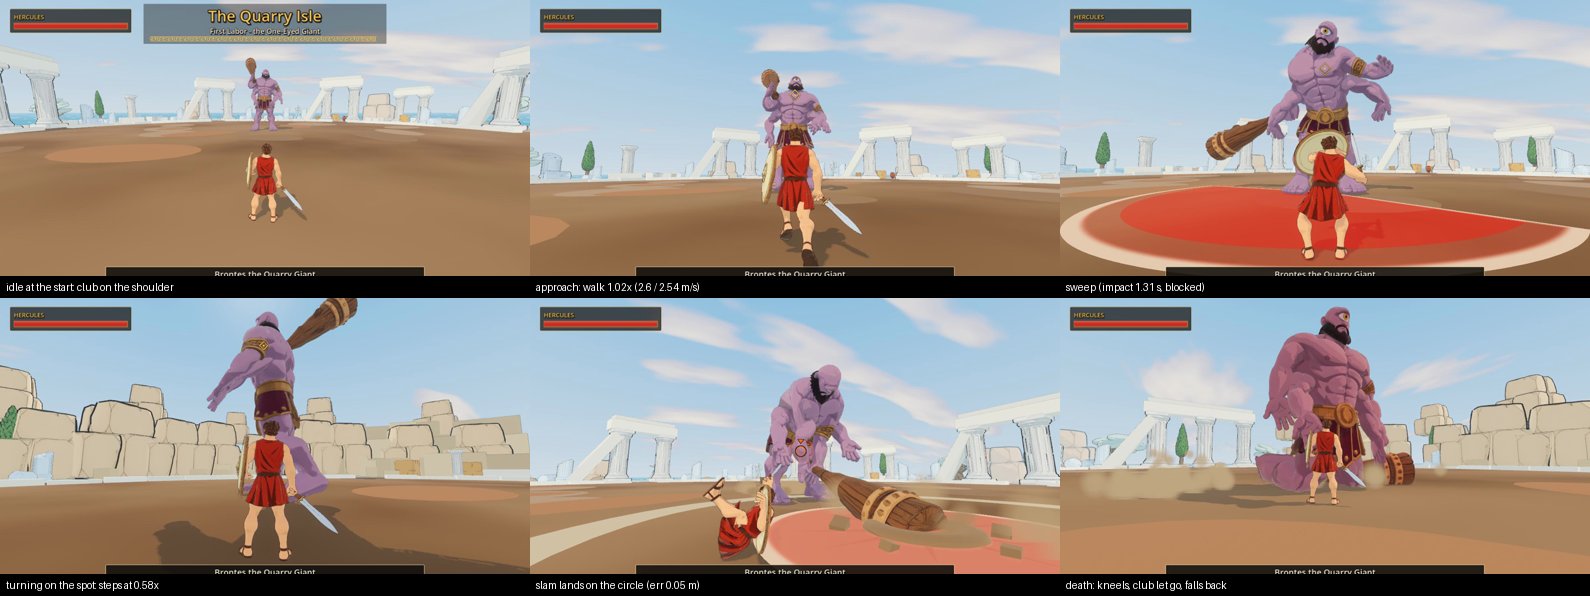 HERCULES
The Quarry Isle
First Labor - the One-Eyed Giant
Brontes the Quarry Giant
idle at the start: club on the shoulder
HERCULES
Brontes the Quarry Giant
approach: walk 1.02x (2.6 / 2.54 m/s)
HERCULES
Brontes the Quarry Giant
sweep (impact 1.31 s, blocked)
HERCULES
Brontes the Quarry Giant
turning on the spot steps at 0.58x
HERCULES
Brontes the Quarry Giant
slam lands on the circle (err 0.05 m)
HERCULES
Brontes the Quarry Giant
death: kneels, club let go, falls back